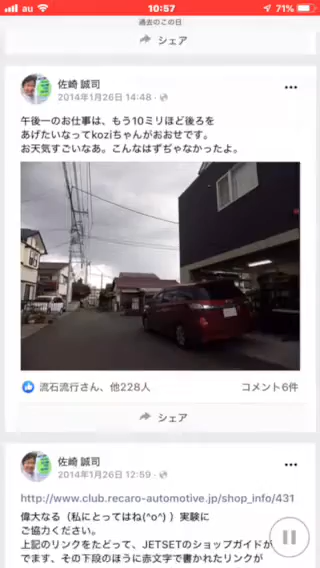 au 10:57 71%
過去のこの日
シェア
佐崎 誠司
2014年1月26日 14:48 ·
午後一のお仕事は、もう10ミリほど後ろを
あげたいなってkoziちゃんがおおせです。
お天気すごいなあ。こんなはずぢゃなかったよ。
流石流行さん、他228人 コメント6件
シェア
佐崎 誠司
2014年1月26日 12:59 ·
http://www.club.recaro-automotive.jp/shop_info/431
偉大なる（私にとってはね(^o^) ）実験に
ご協力ください。
上記のリンクをたどって、JETSETのショップガイドが
でます、その下段のほうに赤文字で書かれたリンクが